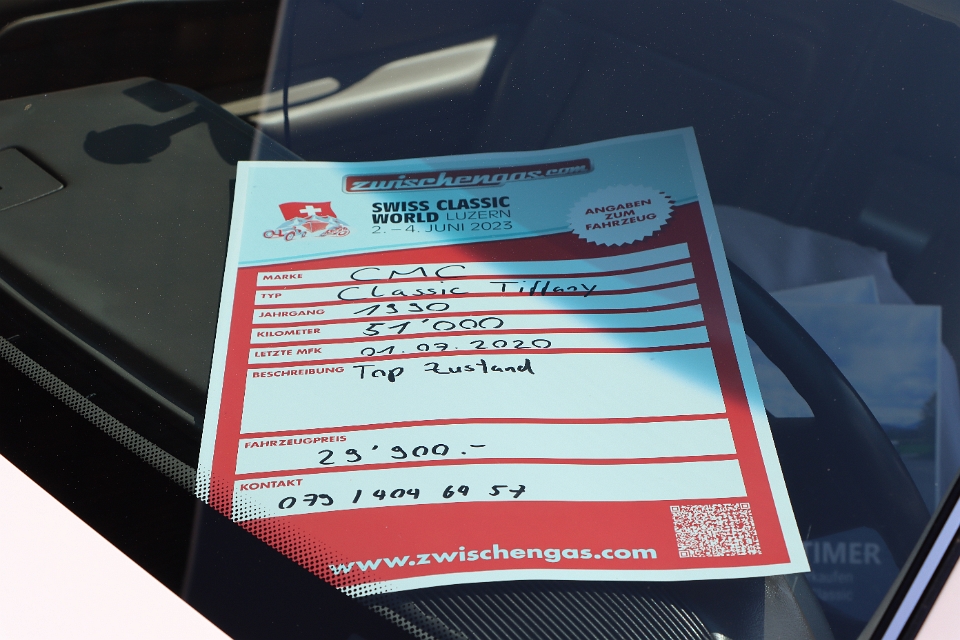 zwischengas.com
SWISS CLASSIC
WORLD LUZERN
2. – 4. JUNI 2023
ANGABEN
ZUM
FAHRZEUG
MARKE CMC
TYP Classic Tiffany
JAHRGANG 1990
KILOMETER 51'000
LETZTE MFK 01.07.2020
BESCHREIBUNG Top Zustand
FAHRZEUGPREIS
29'900.-
KONTAKT
079 / 404 69 57
www.zwischengas.com
TIMER